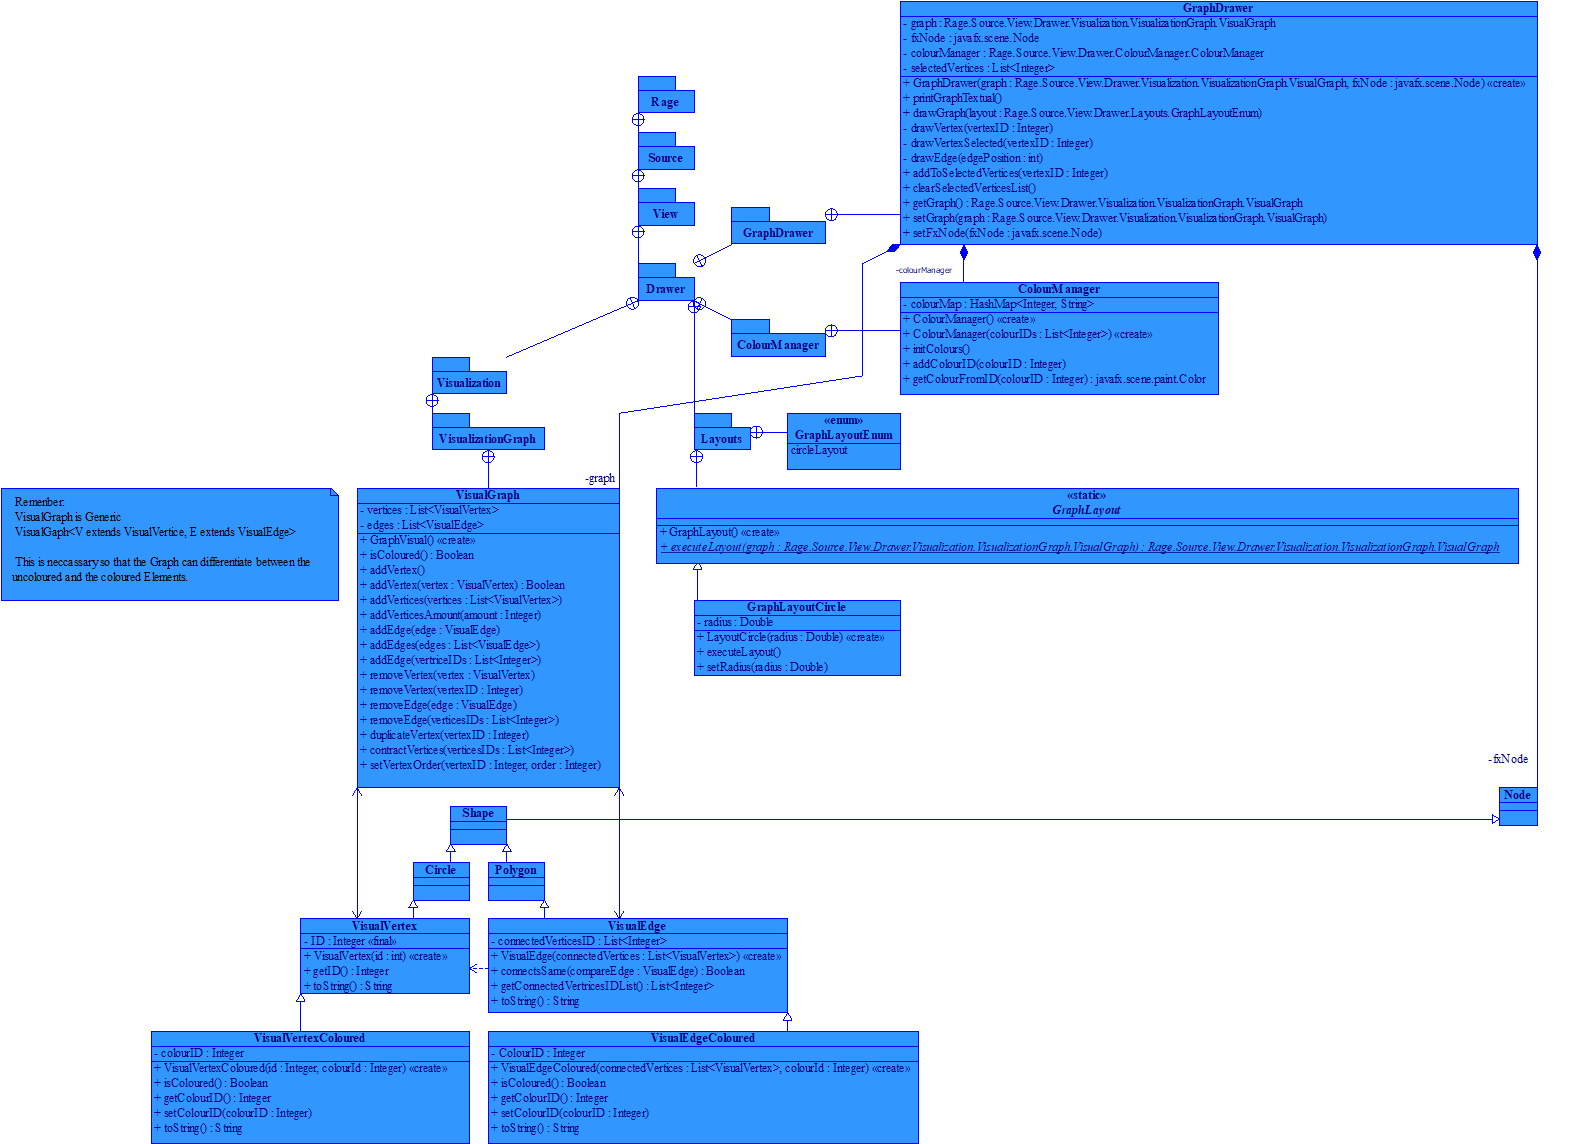 GraphDrawer
- graph : Rage.Source.View.Drawer.Visualization.VisualizationGraph.VisualGraph
- fxNode : javafx.scene.Node
- colourManager : Rage.Source.View.Drawer.ColourManager.ColourManager
- selectedVertices : List<Integer>
+ GraphDrawer(graph : Rage.Source.View.Drawer.Visualization.VisualizationGraph.VisualGraph, fxNode : javafx.scene.Node) «create»
+ printGraphTextual()
+ drawGraph(layout : Rage.Source.View.Drawer.Layouts.GraphLayoutEnum)
- drawVertex(vertexID : Integer)
- drawVertexSelected(vertexID : Integer)
- drawEdge(edgePosition : int)
+ addToSelectedVertices(vertexID : Integer)
+ clearSelectedVerticesList()
+ getGraph() : Rage.Source.View.Drawer.Visualization.VisualizationGraph.VisualGraph
+ setGraph(graph : Rage.Source.View.Drawer.Visualization.VisualizationGraph.VisualGraph)
+ setFxNode(fxNode : javafx.scene.Node)
Rage
Source
View
GraphDrawer
Drawer
-colourManager
ColourManager
- colourMap : HashMap<Integer, String>
+ ColourManager() «create»
+ ColourManager(colourIDs : List<Integer>) «create»
+ initColours()
+ addColourID(colourID : Integer)
+ getColourFromID(colourID : Integer) : javafx.scene.paint.Color
ColourManager
Visualization
VisualizationGraph
Layouts
«enum»
GraphLayoutEnum
circleLayout
-graph
Remenber:
VisualGraph is Generic
VisualGaph<V extends VisualVertice, E extends VisualEdge>
This is neccassary so that the Graph can differentiate between the
uncoloured and the coloured Elements.
VisualGraph
- vertices : List<VisualVertex>
- edges : List<VisualEdge>
+ GraphVisual() «create»
+ isColoured() : Boolean
+ addVertex()
+ addVertex(vertex : VisualVertex) : Boolean
+ addVertices(vertices : List<VisualVertex>)
+ addVerticesAmount(amount : Integer)
+ addEdge(edge : VisualEdge)
+ addEdges(edges : List<VisualEdge>)
+ addEdge(vertriceIDs : List<Integer>)
+ removeVertex(vertex : VisualVertex)
+ removeVertex(vertexID : Integer)
+ removeEdge(edge : VisualEdge)
+ removeEdge(verticesIDs : List<Integer>)
+ duplicateVertex(vertexID : Integer)
+ contractVertices(verticesIDs : List<Integer>)
+ setVertexOrder(vertexID : Integer, order : Integer)
«static»
GraphLayout
+ GraphLayout() «create»
+ executeLayout(graph : Rage.Source.View.Drawer.Visualization.VisualizationGraph.VisualGraph) : Rage.Source.View.Drawer.Visualization.VisualizationGraph.VisualGraph
GraphLayoutCircle
- radius : Double
+ LayoutCircle(radius : Double) «create»
+ executeLayout()
+ setRadius(radius : Double)
-fxNode
Node
Shape
Circle
Polygon
VisualVertex
- ID : Integer «final»
+ VisualVertex(id : int) «create»
+ getID() : Integer
+ toString() : String
VisualEdge
- connectedVerticesID : List<Integer>
+ VisualEdge(connectedVertices : List<VisualVertex>) «create»
+ connectsSame(compareEdge : VisualEdge) : Boolean
+ getConnectedVertricesIDList() : List<Integer>
+ toString() : String
VisualVertexColoured
- colourID : Integer
+ VisualVertexColoured(id : Integer, colourId : Integer) «create»
+ isColoured() : Boolean
+ getColourID() : Integer
+ setColourID(colourID : Integer)
+ toString() : String
VisualEdgeColoured
- ColourID : Integer
+ VisualEdgeColoured(connectedVertices : List<VisualVertex>, colourId : Integer) «create»
+ isColoured() : Boolean
+ getColourID() : Integer
+ setColourID(colourID : Integer)
+ toString() : String